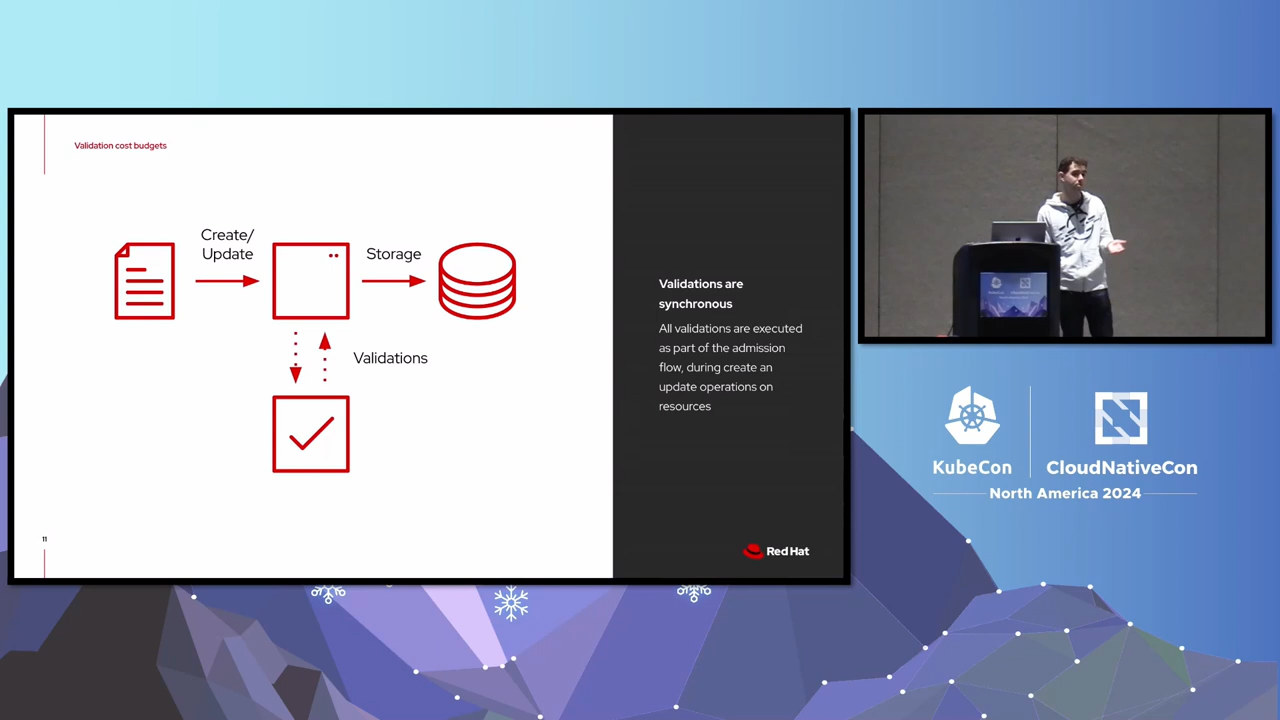 Validation cost budgets
Create/
Update
Storage
Validations
11
Validations are
synchronous
All validations are executed
as part of the admission
flow, during create an
update operations on
resources
Red Hat
KubeCon
CloudNativeCon
North America 2024